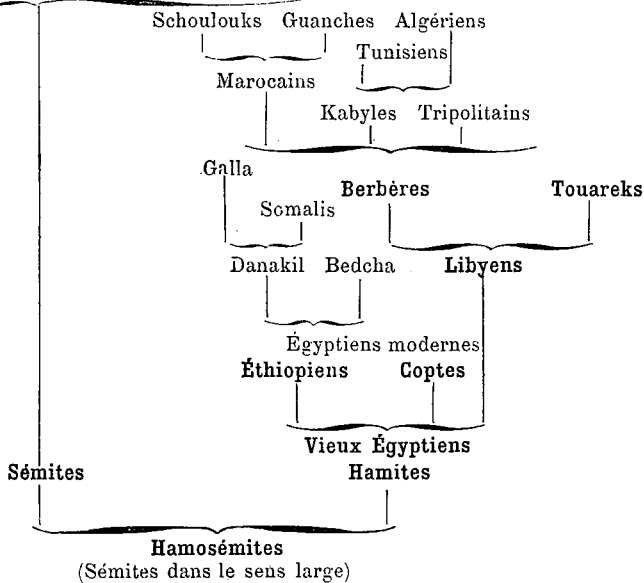 Schoulouks Guanches Algériens
Tunisiens
Marocains
Kabyles Tripolitains
Galla
Berbères Touareks
Somalis
Danakil Bedcha Libyens
Égyptiens modernes
Éthiopiens Coptes
Vieux Égyptiens
Sémites Hamites
Hamosémites
(Sémites dans le sens large)